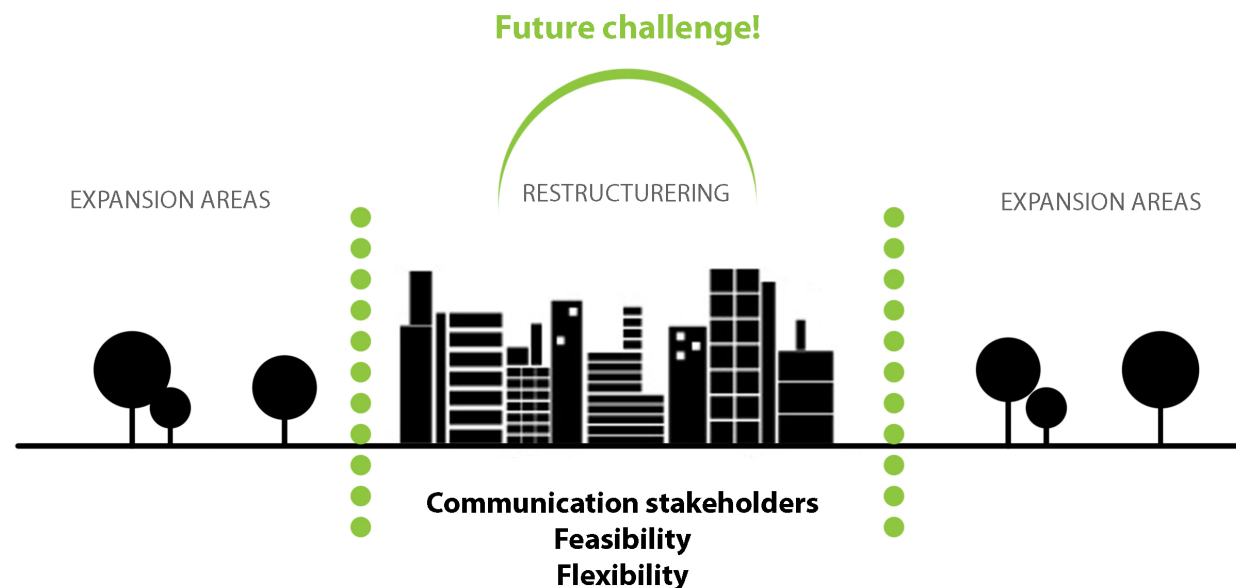 Future challenge!
EXPANSION AREAS
RESTRUCTURERING
EXPANSION AREAS
Communication stakeholders
Feasibility
Flexibility